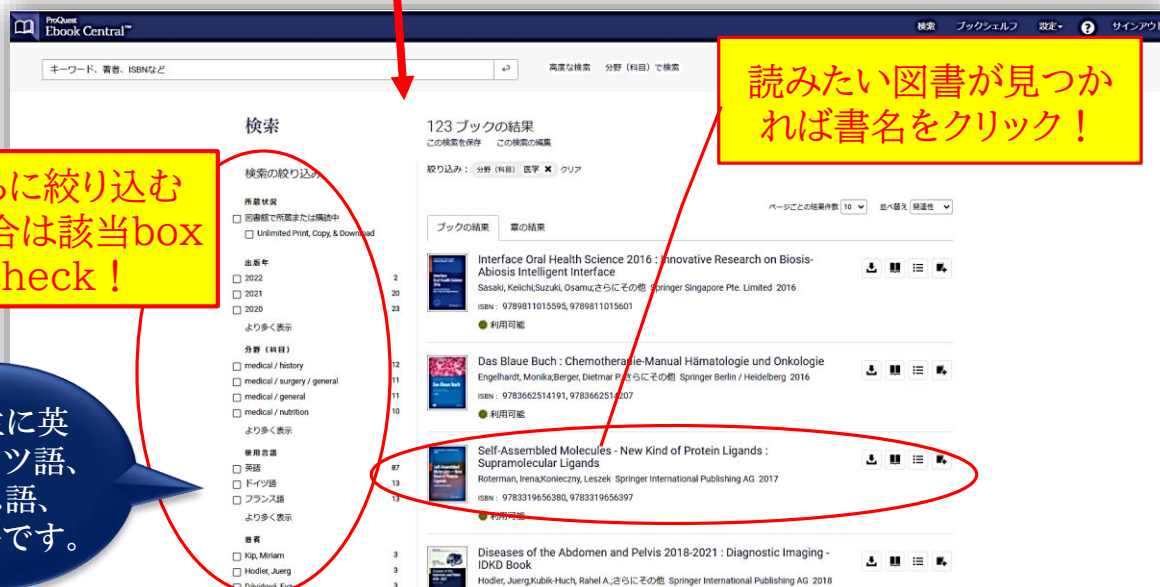 ProQuest
Ebook Central™
検索 ブックシェルフ 設定 ? サインアウト
キーワード、著者、ISBNなど
高度な検索 分野（科目）で検索
読みたい図書が見つか
れば書名をクリック！
検索
123 ブックの結果
この検索を保存 この検索の編集
検索の絞り込み
絞り込み： 分野（科目） 医学 ✖ クリア
に絞り込む
合は該当box
heck！
所蔵状況
図書館で所蔵または購読中
Unlimited Print, Copy, & Download
ページごとの結果件数 10 並べ替え 関連性
ブックの結果 章の結果
出版年
2022 2
2021 20
2020 23
より多く表示
分野（科目）
medical / history 12
medical / surgery / general 11
medical / general 11
medical / nutrition 10
より多く表示
使用言語
英語 87
ドイツ語 13
フランス語 13
より多く表示
著者
Kip, Miriam 3
Hodler, Juerg 3
3
に英
ツ語、
語、
です。
Interface Oral Health Science 2016 : Innovative Research on Biosis-
Abiosis Intelligent Interface
Sasaki, Keiichi;Suzuki, Osamu;さらにその他 Springer Singapore Pte. Limited 2016
ISBN： 9789811015595, 9789811015601
利用可能
Das Blaue Buch : Chemotherapie-Manual Hämatologie und Onkologie
Engelhardt, Monika;Berger, Dietmar P.さらにその他 Springer Berlin / Heidelberg 2016
ISBN： 9783662514191, 9783662514207
利用可能
Self-Assembled Molecules - New Kind of Protein Ligands :
Supramolecular Ligands
Roterman, Irena;Konieczny, Leszek Springer International Publishing AG 2017
ISBN： 9783319656380, 9783319656397
利用可能
Diseases of the Abdomen and Pelvis 2018-2021 : Diagnostic Imaging -
IDKD Book
Hodler, Juerg;Kubik-Huch, Rahel A.;さらにその他 Springer International Publishing AG 2018